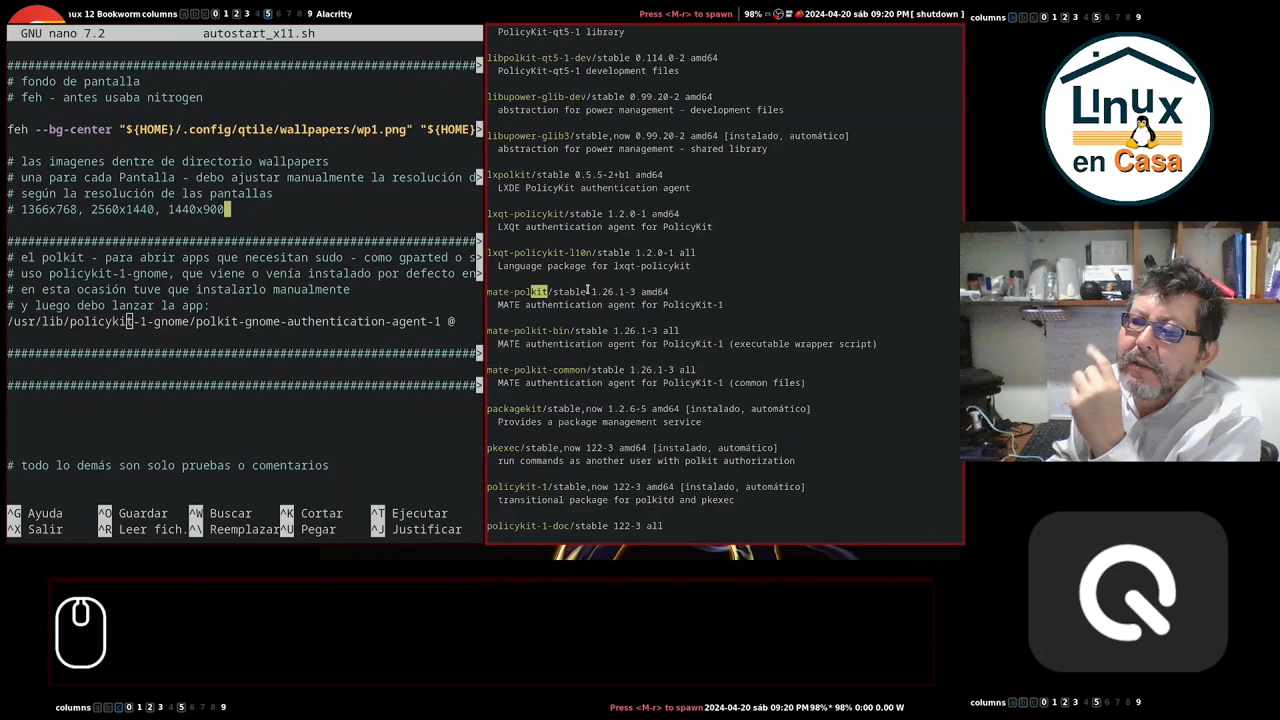 nux 12 Bookworm columns a b c 0 1 2 3 4 5 6 7 8 9 Alacritty
Press <M-r> to spawn 98% ES 2024-04-20 sáb 09:20 PM [ shutdown ]
columns a b c 0 1 2 3 4 5 6 7 8 9
GNU nano 7.2 autostart_x11.sh
# fondo de pantalla
# feh - antes usaba nitrogen
feh --bg-center "${HOME}/.config/qtile/wallpapers/wp1.png" "${HOME}>
# las imagenes dentre de directorio wallpapers
# una para cada Pantalla - debo ajustar manualmente la resolución d>
# según la resolución de las pantallas
# 1366x768, 2560x1440, 1440x900
# el polkit - para abrir apps que necesitan sudo - como gparted o s>
# uso policykit-1-gnome, que viene o venía instalado por defecto en>
# en esta ocasión tuve que instalarlo manualmente
# y luego debo lanzar la app:
/usr/lib/policykit-1-gnome/polkit-gnome-authentication-agent-1 @
# todo lo demás son solo pruebas o comentarios
^G Ayuda ^O Guardar ^W Buscar ^K Cortar ^T Ejecutar
^X Salir ^R Leer fich. ^\ Reemplazar ^U Pegar ^J Justificar
PolicyKit-qt5-1 library
libpolkit-qt5-1-dev/stable 0.114.0-2 amd64
PolicyKit-qt5-1 development files
libupower-glib-dev/stable 0.99.20-2 amd64
abstraction for power management - development files
libupower-glib3/stable,now 0.99.20-2 amd64 [instalado, automático]
abstraction for power management - shared library
lxpolkit/stable 0.5.5-2+b1 amd64
LXDE PolicyKit authentication agent
lxqt-policykit/stable 1.2.0-1 amd64
LXQt authentication agent for PolicyKit
lxqt-policykit-l10n/stable 1.2.0-1 all
Language package for lxqt-policykit
mate-polkit/stable 1.26.1-3 amd64
MATE authentication agent for PolicyKit-1
mate-polkit-bin/stable 1.26.1-3 all
MATE authentication agent for PolicyKit-1 (executable wrapper script)
mate-polkit-common/stable 1.26.1-3 all
MATE authentication agent for PolicyKit-1 (common files)
packagekit/stable,now 1.2.6-5 amd64 [instalado, automático]
Provides a package management service
pkexec/stable,now 122-3 amd64 [instalado, automático]
run commands as another user with polkit authorization
policykit-1/stable,now 122-3 amd64 [instalado, automático]
transitional package for polkitd and pkexec
policykit-1-doc/stable 122-3 all
Linux
en Casa
columns a b c 0 1 2 3 4 5 6 7 8 9
Press <M-r> to spawn 2024-04-20 sáb 09:20 PM 98%* 98% 0:00 0.00 W
columns a b c 0 1 2 3 4 5 6 7 8 9